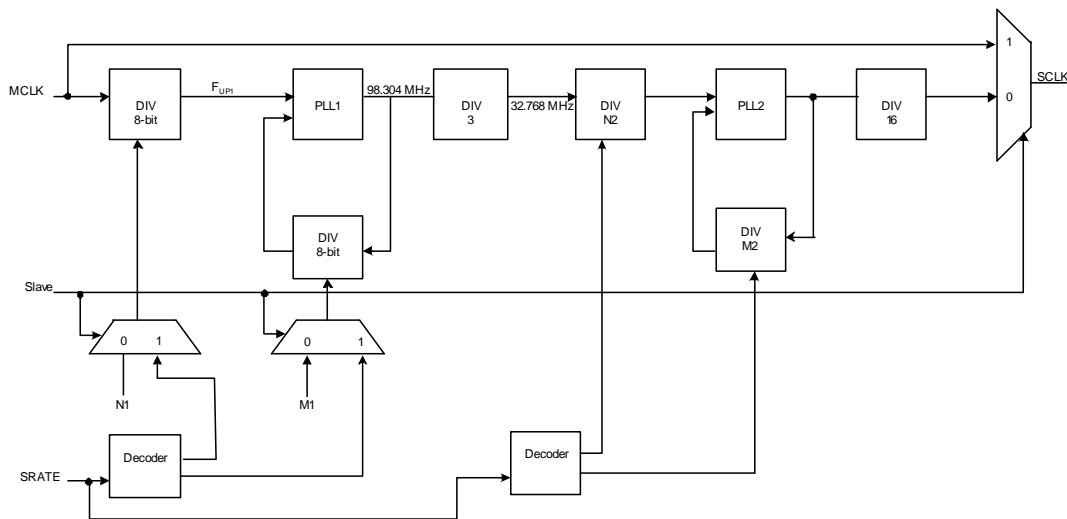 1
MCLK
F_UP1
98.304 MHz
SCLK
DIV
8-bit
PLL1
DIV
3
32.768 MHz
DIV
N2
PLL2
DIV
16
0
DIV
8-bit
DIV
M2
Slave
0 1
0 1
N1
M1
Decoder
Decoder
SRATE